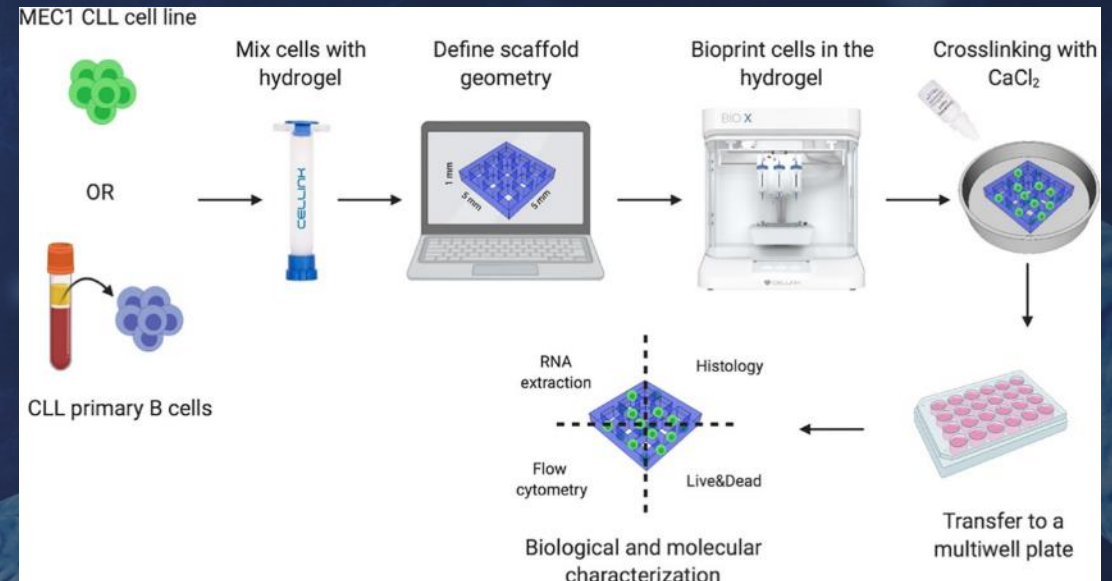 MEC1 CLL cell line
OR
CLL primary B cells
Mix cells with
hydrogel
CELLINK
Define scaffold
geometry
1 mm
5 mm
5 mm
Bioprint cells in the
hydrogel
BIO X
CELLINK
Crosslinking with
CaCl₂
Transfer to a
multiwell plate
RNA
extraction
Histology
Flow
cytometry
Live&Dead
Biological and molecular
characterization